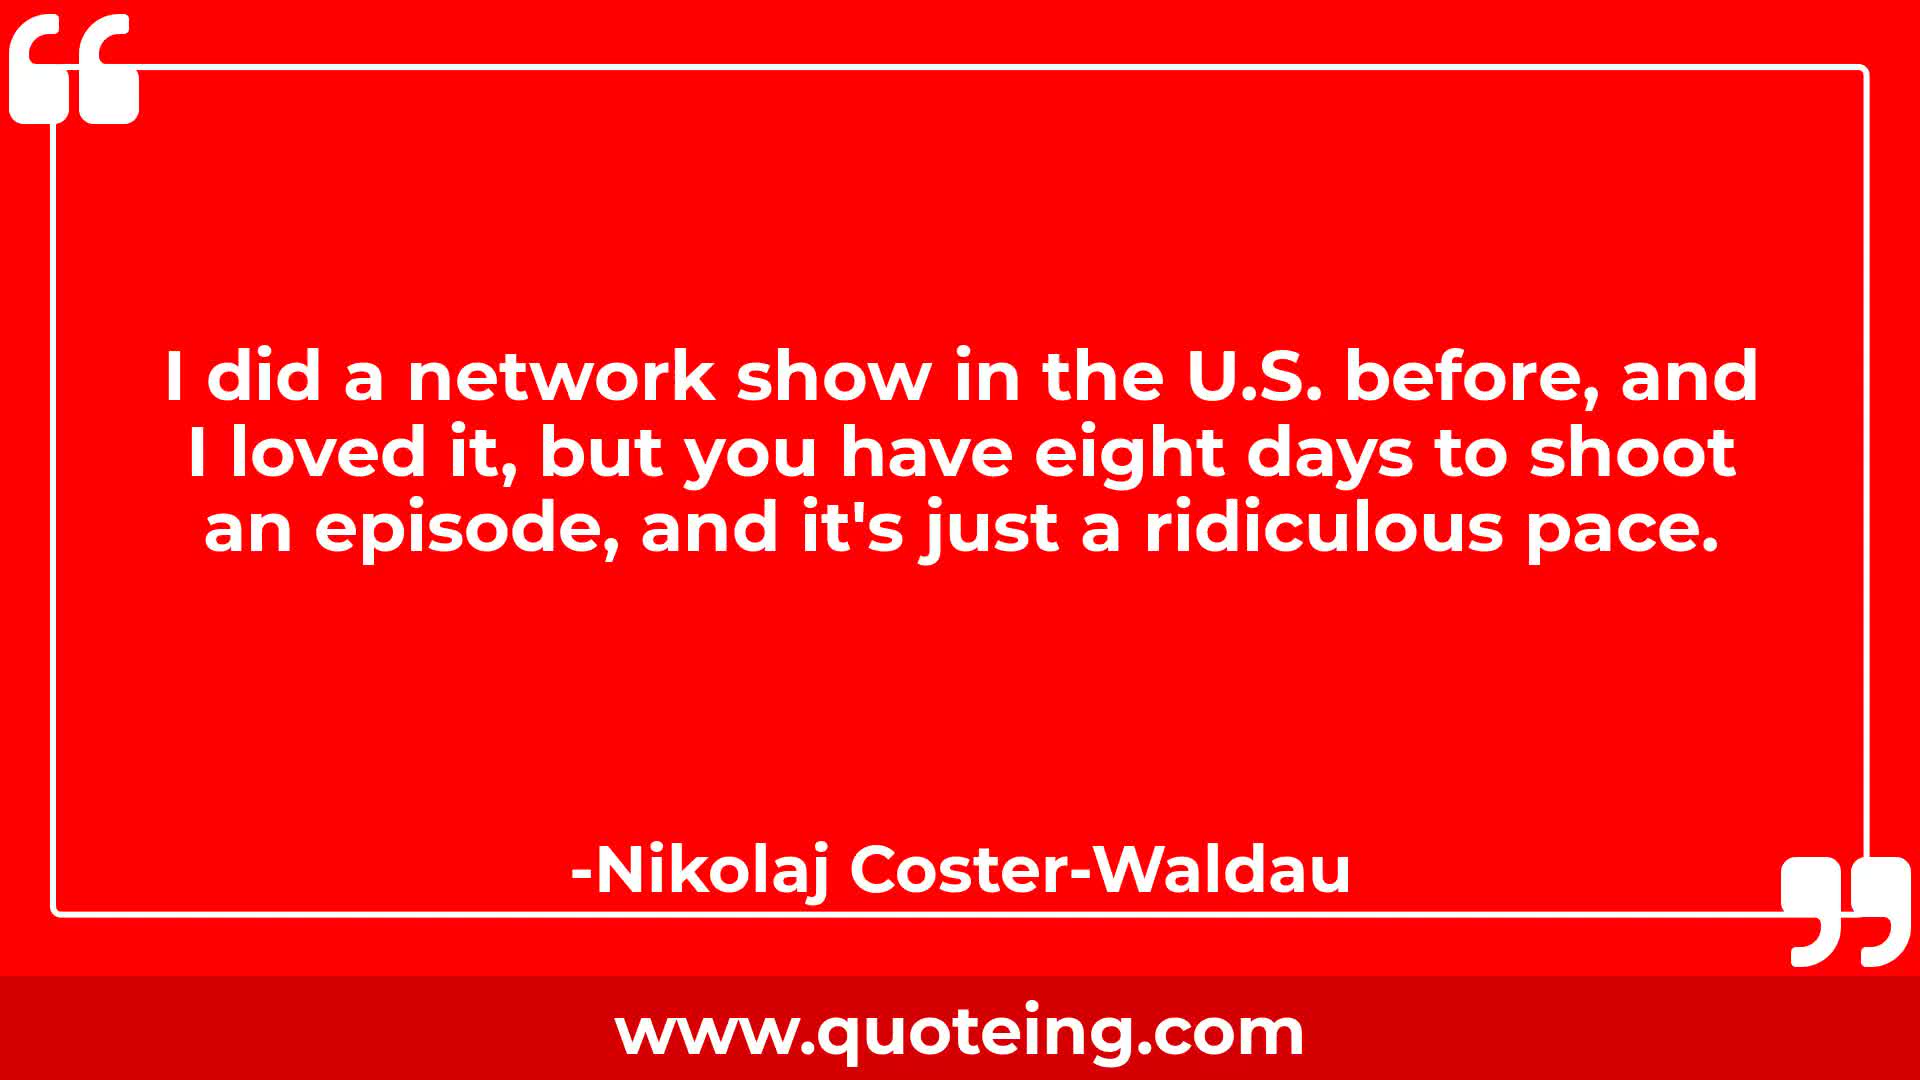 I did a network show in the U.S. before, and
I loved it, but you have eight days to shoot
an episode, and it's just a ridiculous pace.
-Nikolaj Coster-Waldau
www.quoteing.com